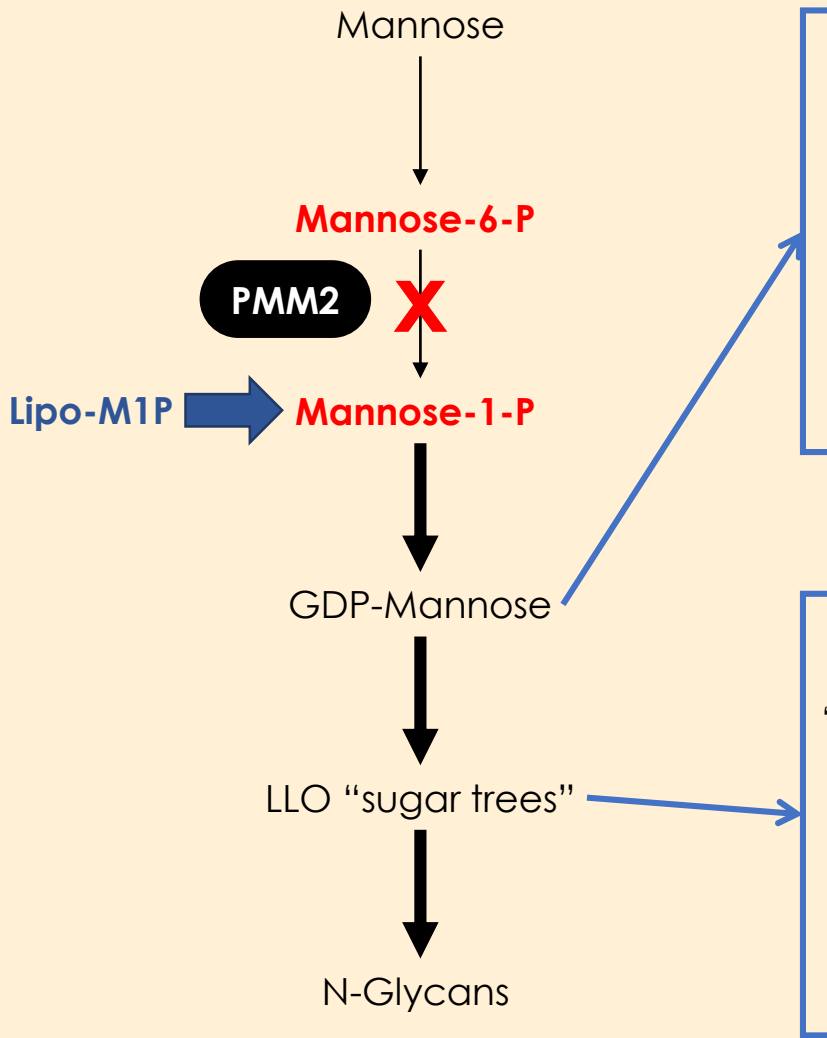 Mannose
Mannose-6-P
PMM2
X
Lipo-M1P
Mannose-1-P
GDP-Mannose
LLO “sugar trees”
N-Glycans